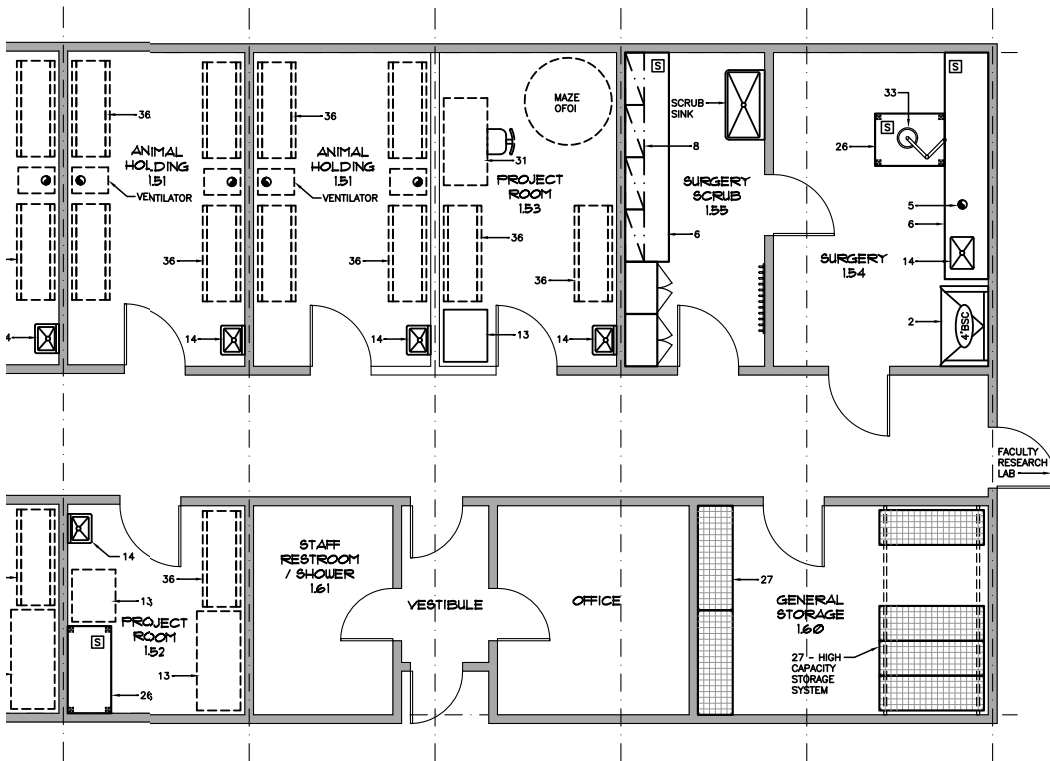 S
S
33
MAZE
OFOI
36
36
SCRUB
SINK
S
8
26
31
ANIMAL
HOLDING
1.51
ANIMAL
HOLDING
1.51
PROJECT
ROOM
1.53
SURGERY
SCRUB
1.55
VENTILATOR
VENTILATOR
5
6
36
6
36
36
SURGERY
1.54
14
36
2
4'BSC
4
14
14
13
14
FACULTY
RESEARCH
LAB
14
STAFF
RESTROOM
/ SHOWER
1.61
36
27
13
VESTIBULE
OFFICE
GENERAL
STORAGE
1.60
PROJECT
ROOM
1.52
S
27 - HIGH
CAPACITY
STORAGE
SYSTEM
13
26